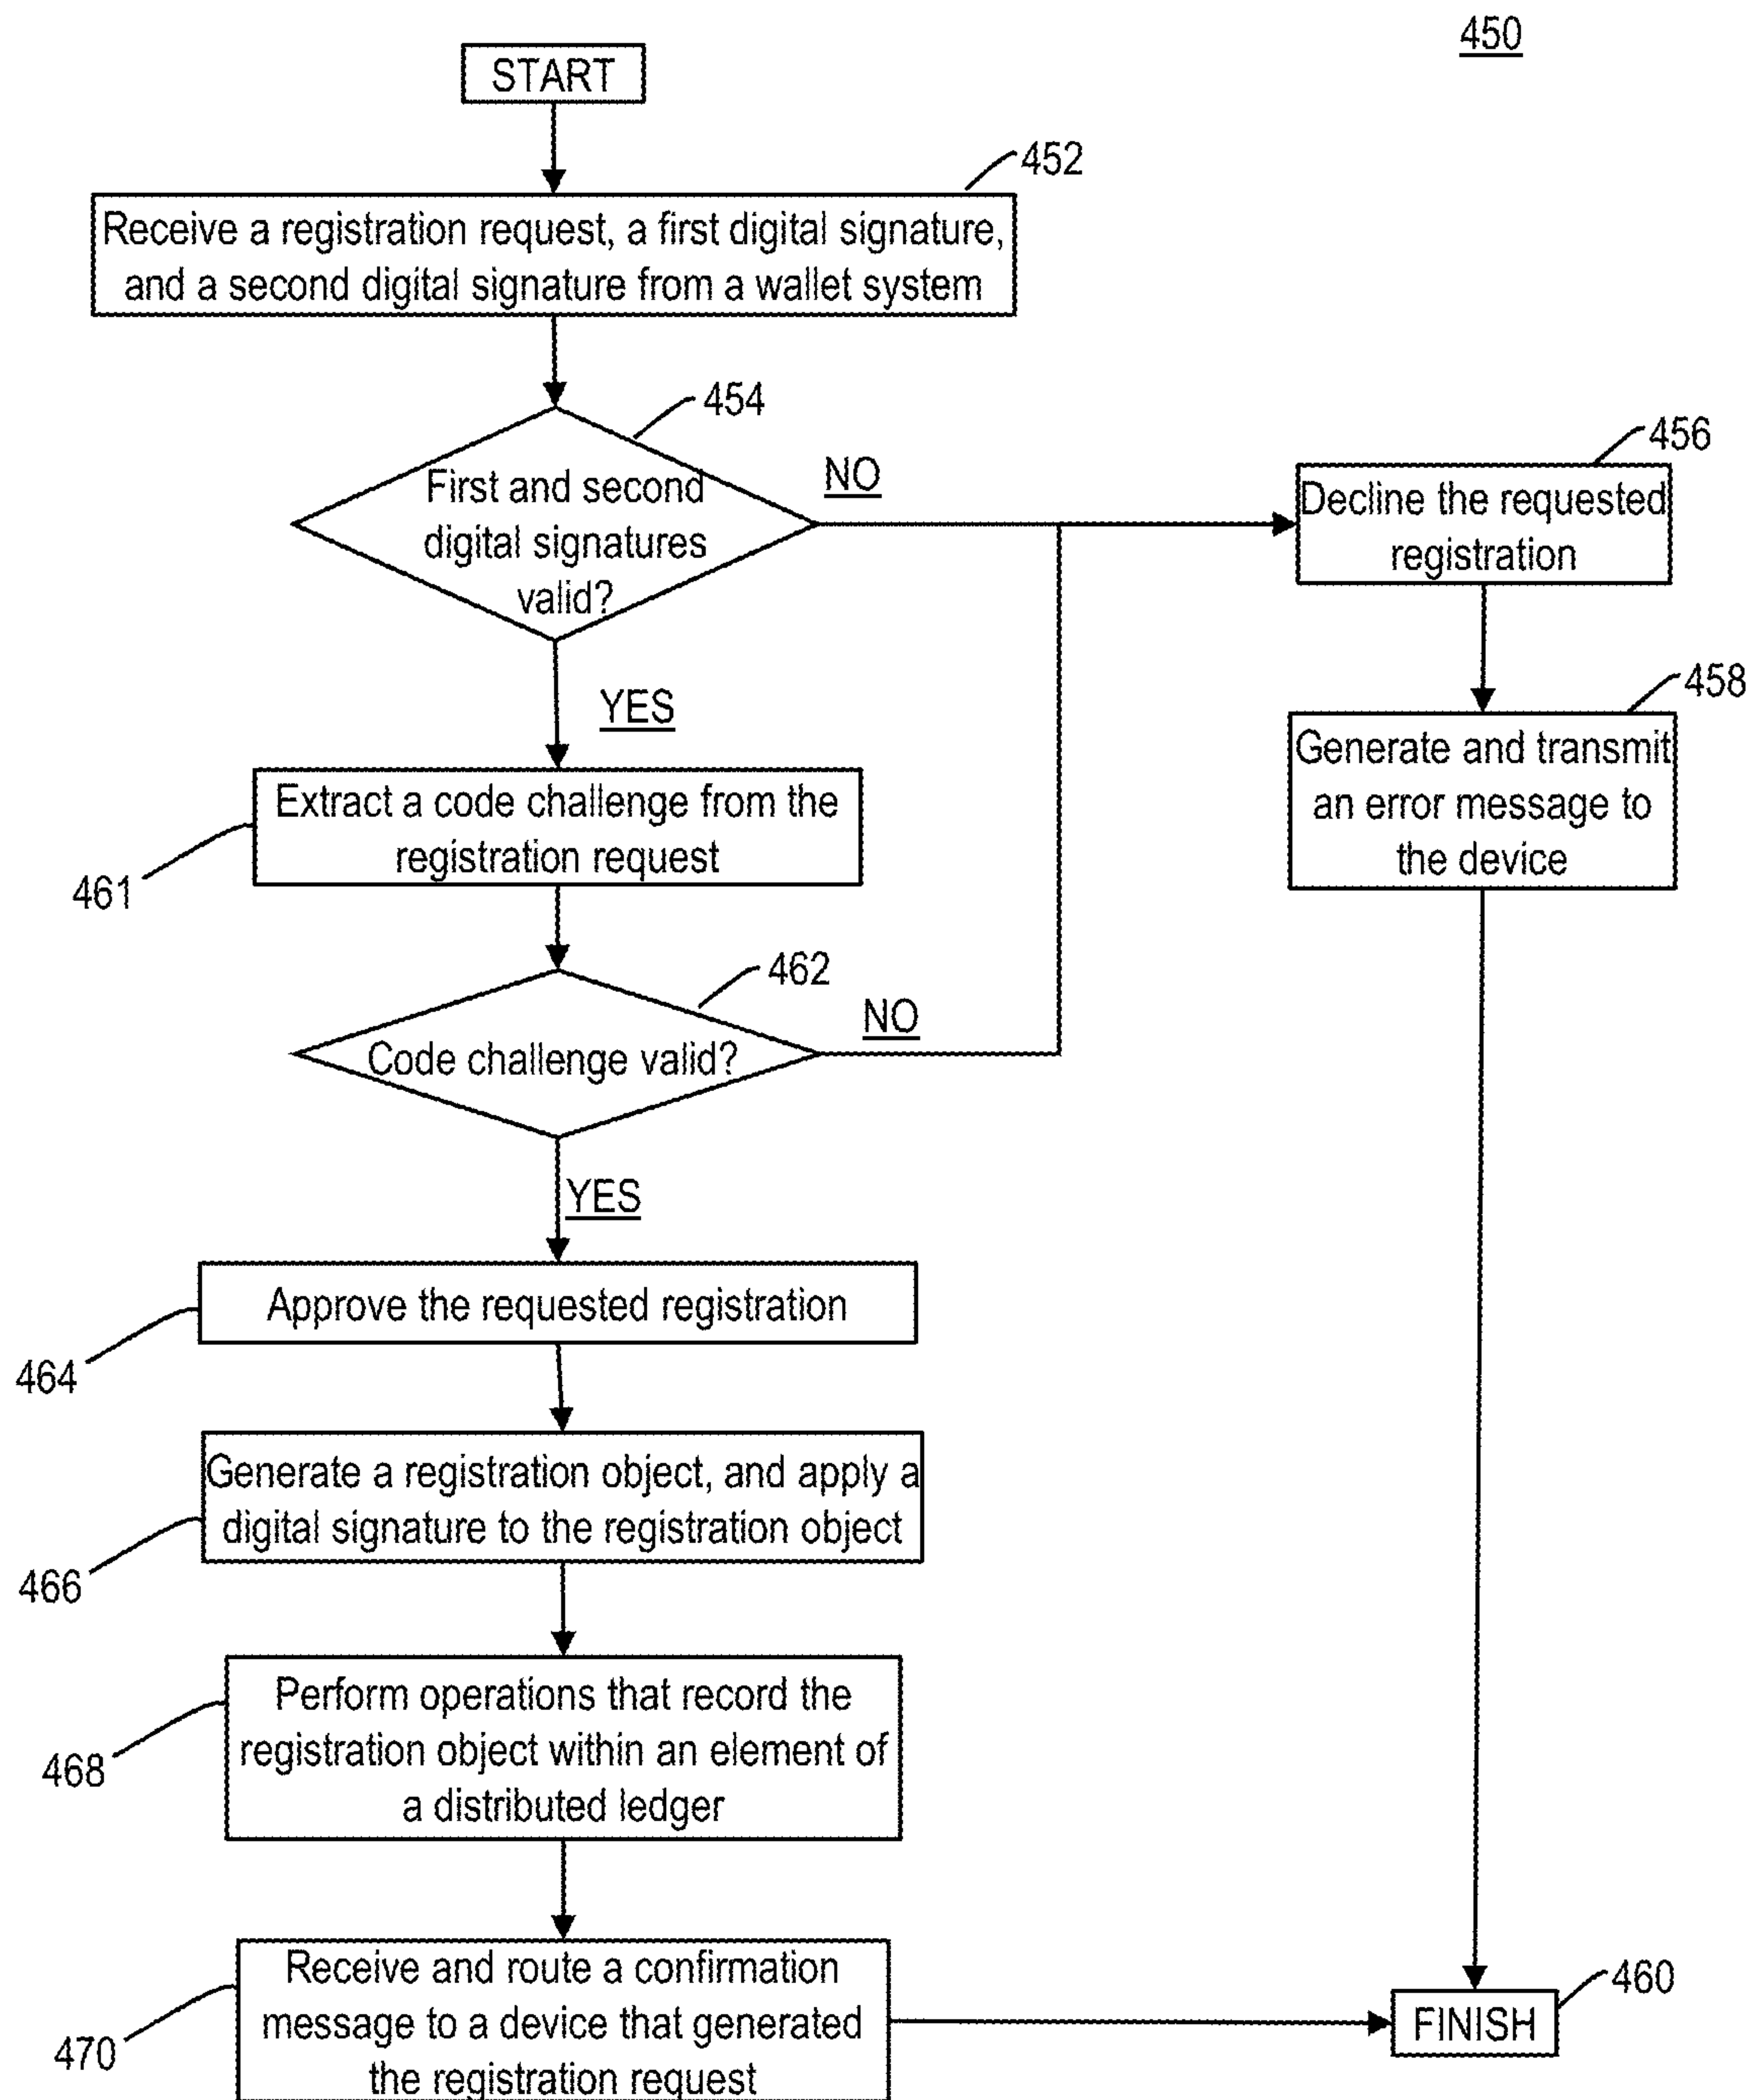 450
START
452
Receive a registration request, a first digital signature,
and a second digital signature from a wallet system
454
First and second
digital signatures
valid?
NO
456
Decline the requested
registration
YES
458
Generate and transmit
an error message to
the device
Extract a code challenge from the
registration request
461
462
Code challenge valid?
NO
YES
Approve the requested registration
464
Generate a registration object, and apply a
digital signature to the registration object
466
Perform operations that record the
registration object within an element of
a distributed ledger
468
Receive and route a confirmation
message to a device that generated
the registration request
470
460
FINISH